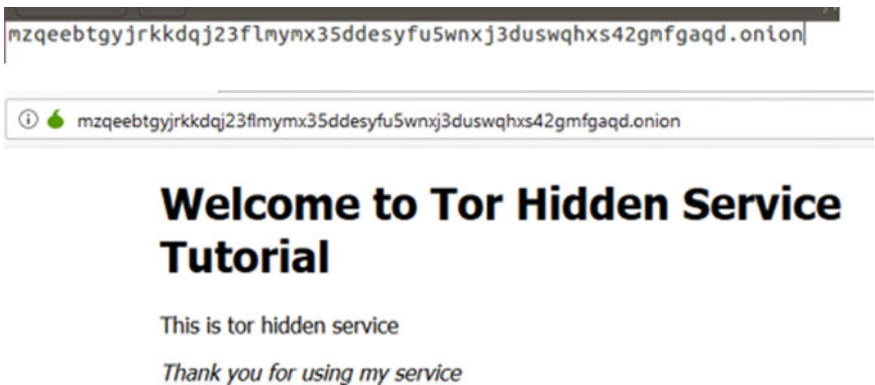 mzqeebtgyjrkkdqj23flmymx35ddesyfu5wnxj3duswqhxs42gmfgaqd.onion
mzqeebtgyjrkkdqj23flmymx35ddesyfu5wnxj3duswqhxs42gmfgaqd.onion
Welcome to Tor Hidden Service
Tutorial
This is tor hidden service
Thank you for using my service